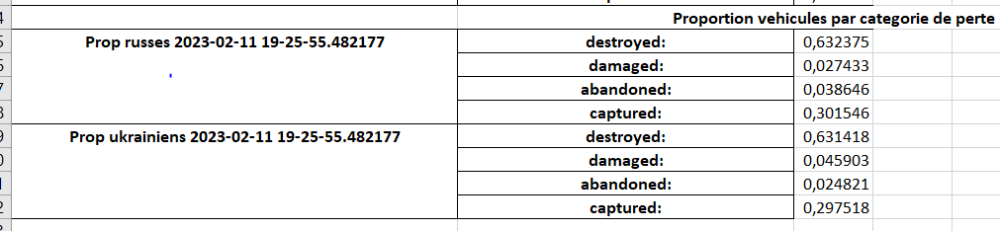 Proportion vehicules par categorie de perte
Prop russes 2023-02-11 19-25-55.482177 destroyed: 0,632375
damaged: 0,027433
abandoned: 0,038646
captured: 0,301546
Prop ukrainiens 2023-02-11 19-25-55.482177 destroyed: 0,631418
damaged: 0,045903
abandoned: 0,024821
captured: 0,297518